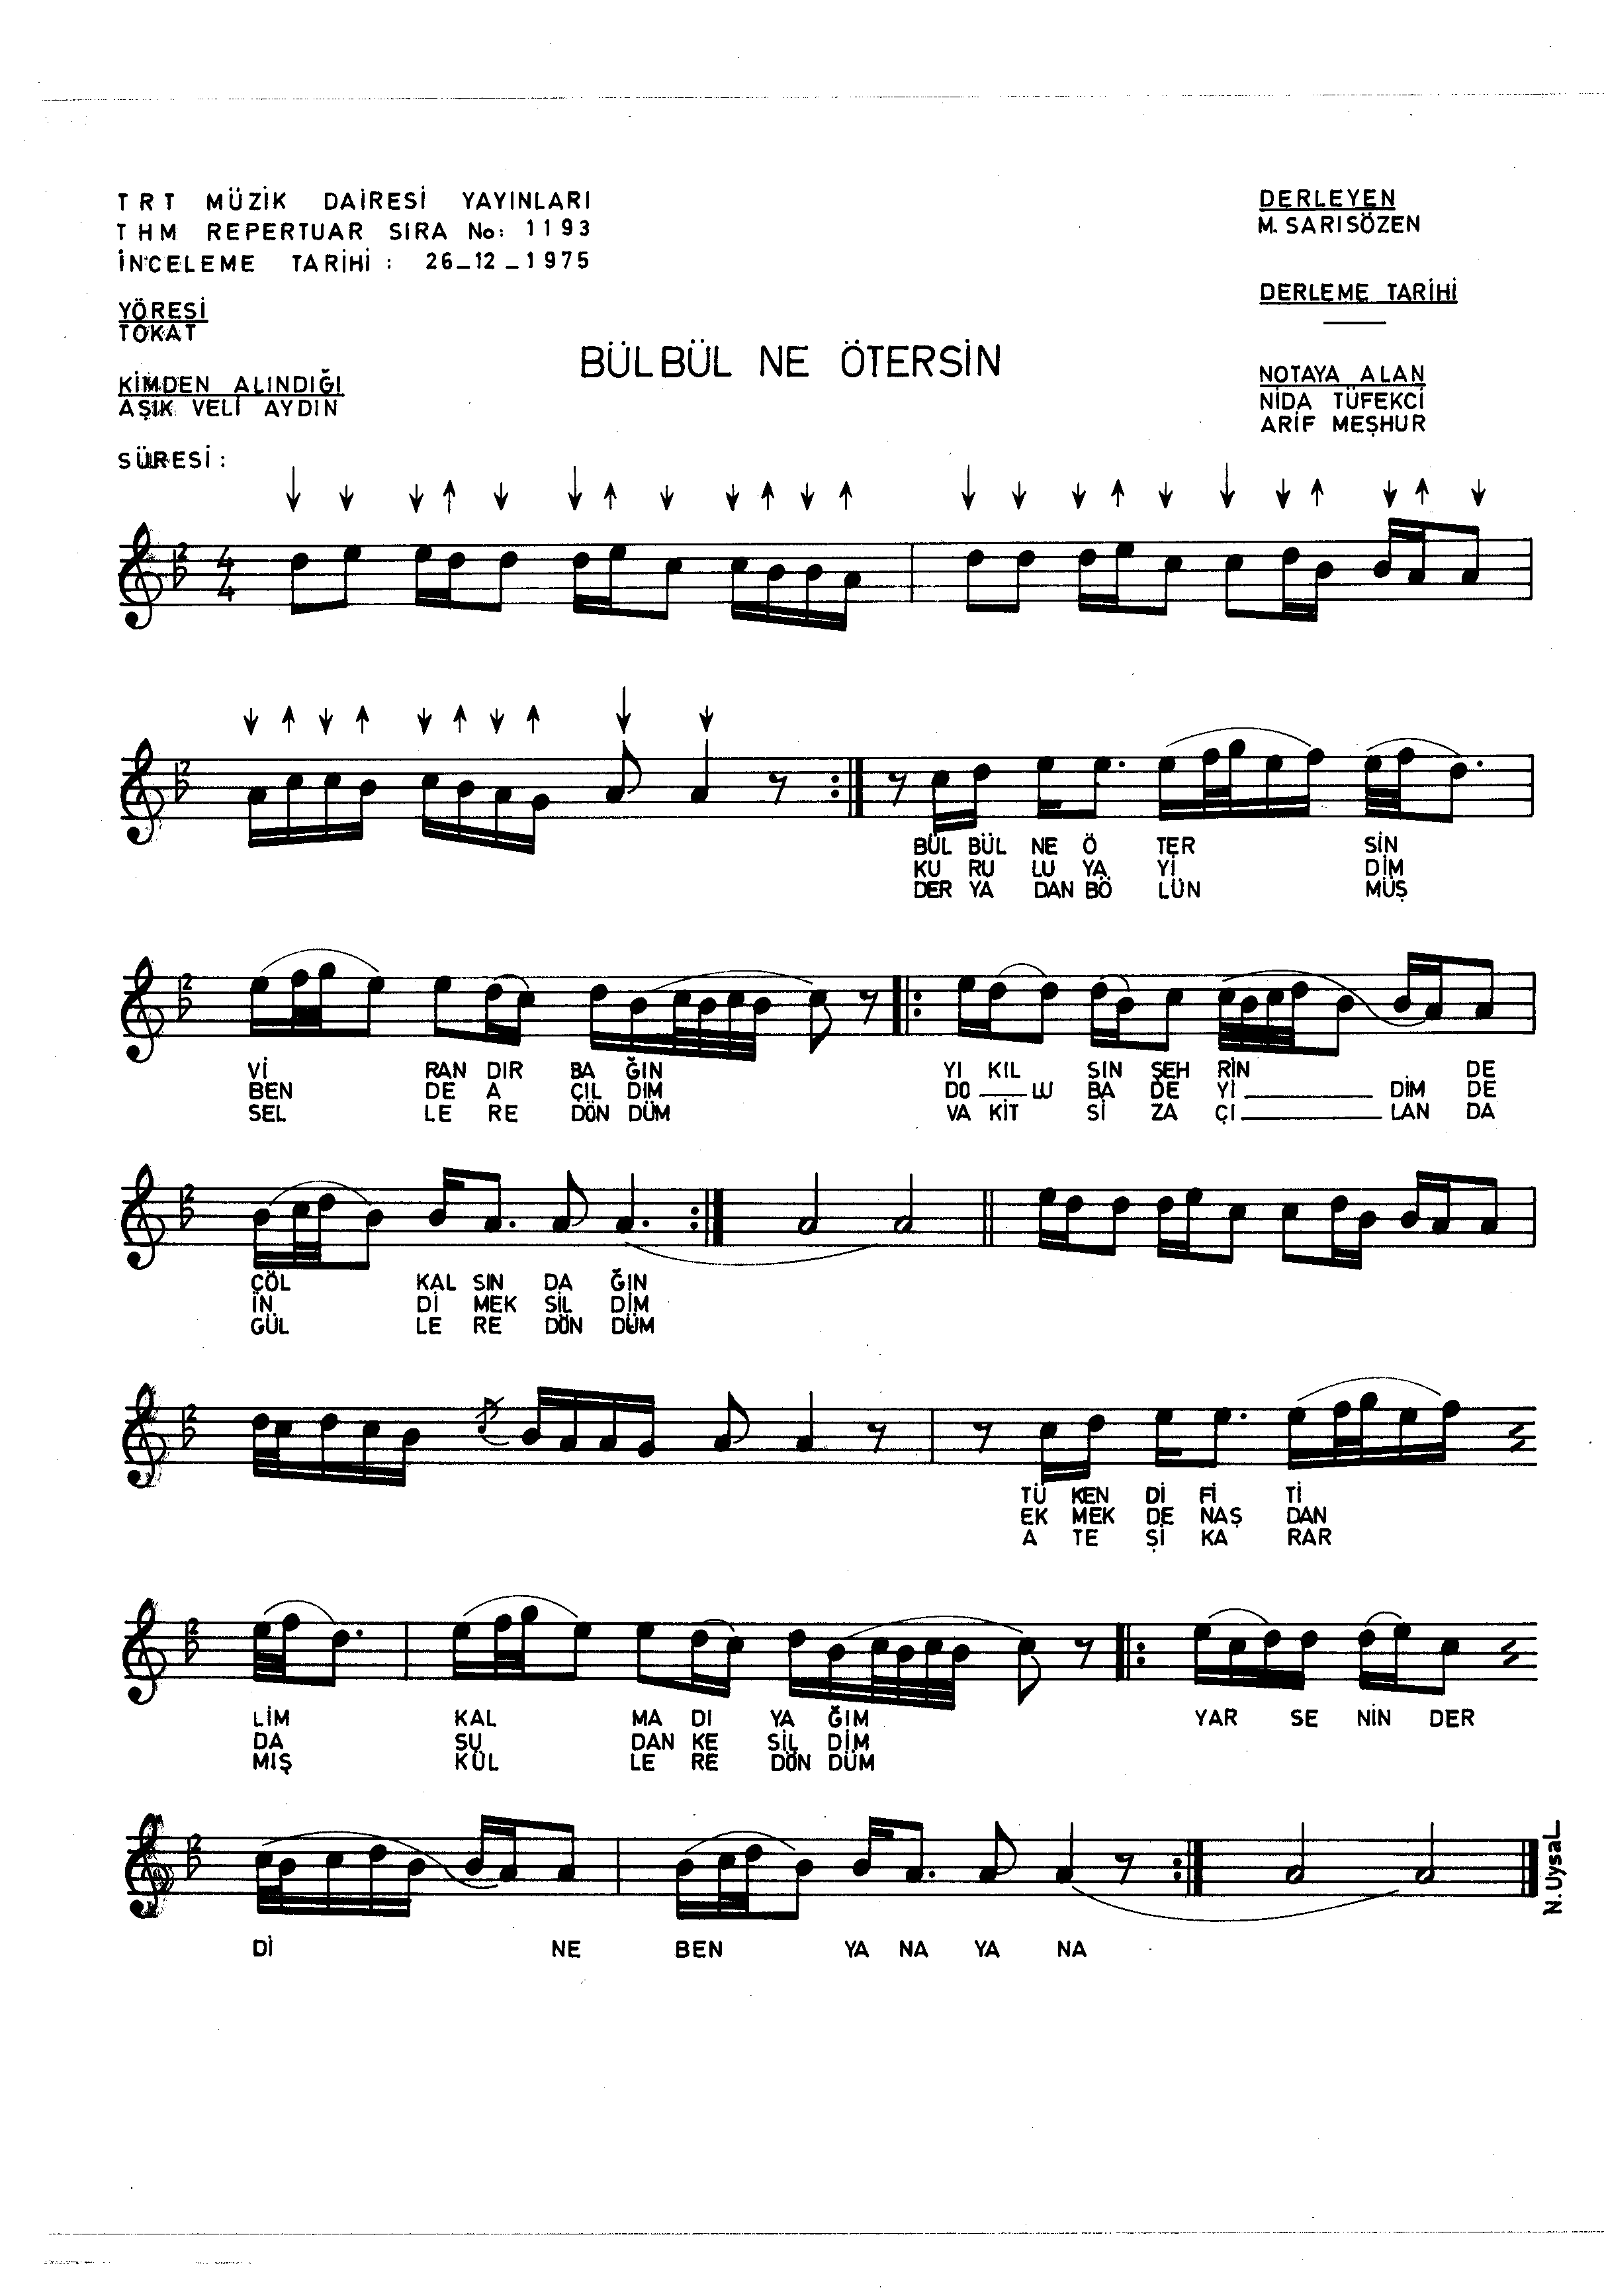 TRT MÜZİK DAİRESİ YAYINLARI
THM REPERTUAR SIRA No: 1193
İNCELEME TARİHİ : 26-12-1975
DERLEYEN
M. SARISÖZEN
YÖRESİ
TOKAT
DERLEME TARİHİ
BÜLBÜL NE ÖTERSİN
KİMDEN ALINDIĞI
AŞIK VELİ AYDIN
NOTAYA ALAN
NİDA TÜFEKCİ
ARİF MEŞHUR
SÜRESİ :
4
4
BÜL BÜL NE Ö TER SİN
KU RU LU YA Yİ DİM
DER YA DAN BÖ LÜN MÜŞ
Vİ RAN DIR BA ĞIN YI KIL SIN ŞEH RİN DE
BEN DE A ÇIL DIM DO LU BA DE Yİ DİM DE
SEL LE RE DÖN DÜM VA KİT Sİ ZA ÇI LAN DA
ÇÖL KAL SIN DA ĞIN
İN Dİ MEK SİL DİM
GÜL LE RE DÖN DÜM
TÜ KEN Dİ Fİ Tİ
EK MEK DE NAŞ DAN
A TE Şİ KA RAR
LİM KAL MA DI YA ĞIM YAR SE NİN DER
DA SU DAN KE SİL DİM
MIŞ KÜL LE RE DÖN DÜM
Dİ NE BEN YA NA YA NA
N. Uysal